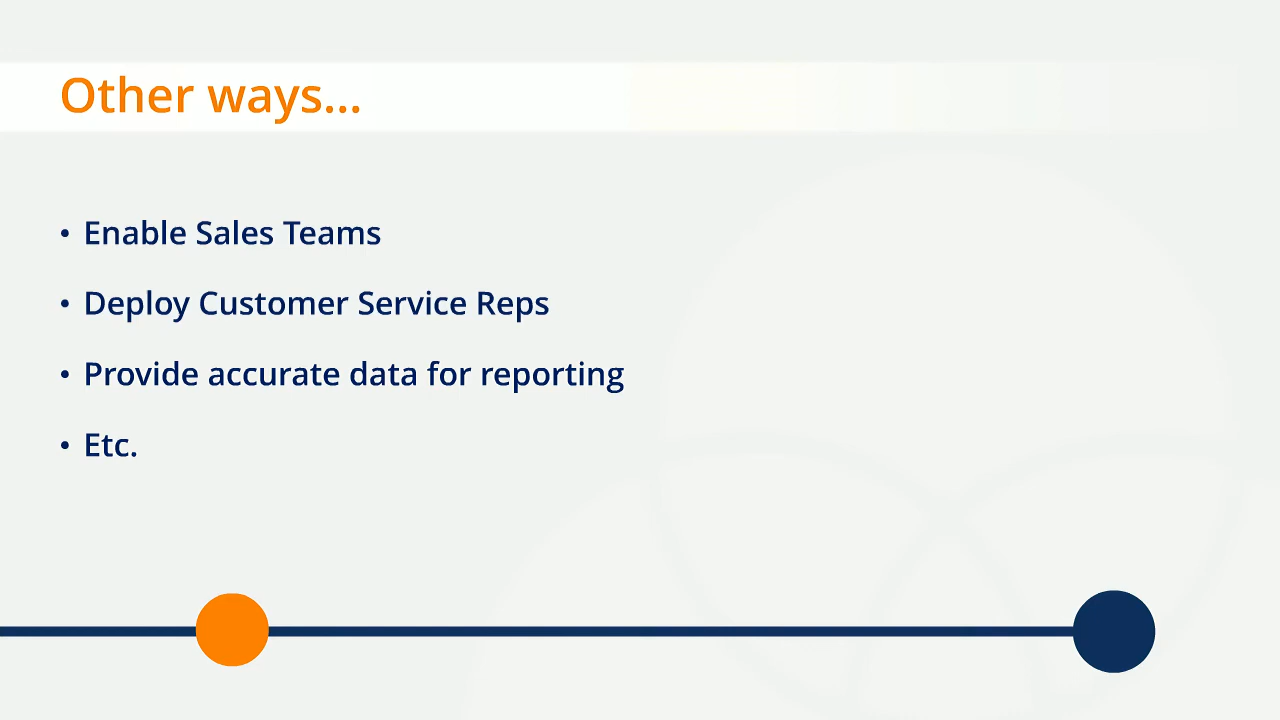 Other ways...
• Enable Sales Teams
• Deploy Customer Service Reps
• Provide accurate data for reporting
• Etc.